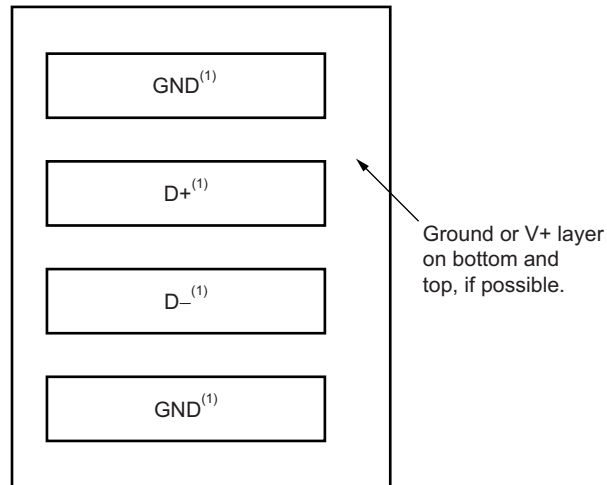 GND(1)
D+(1)
Ground or V+ layer
on bottom and
top, if possible.
D–(1)
GND(1)